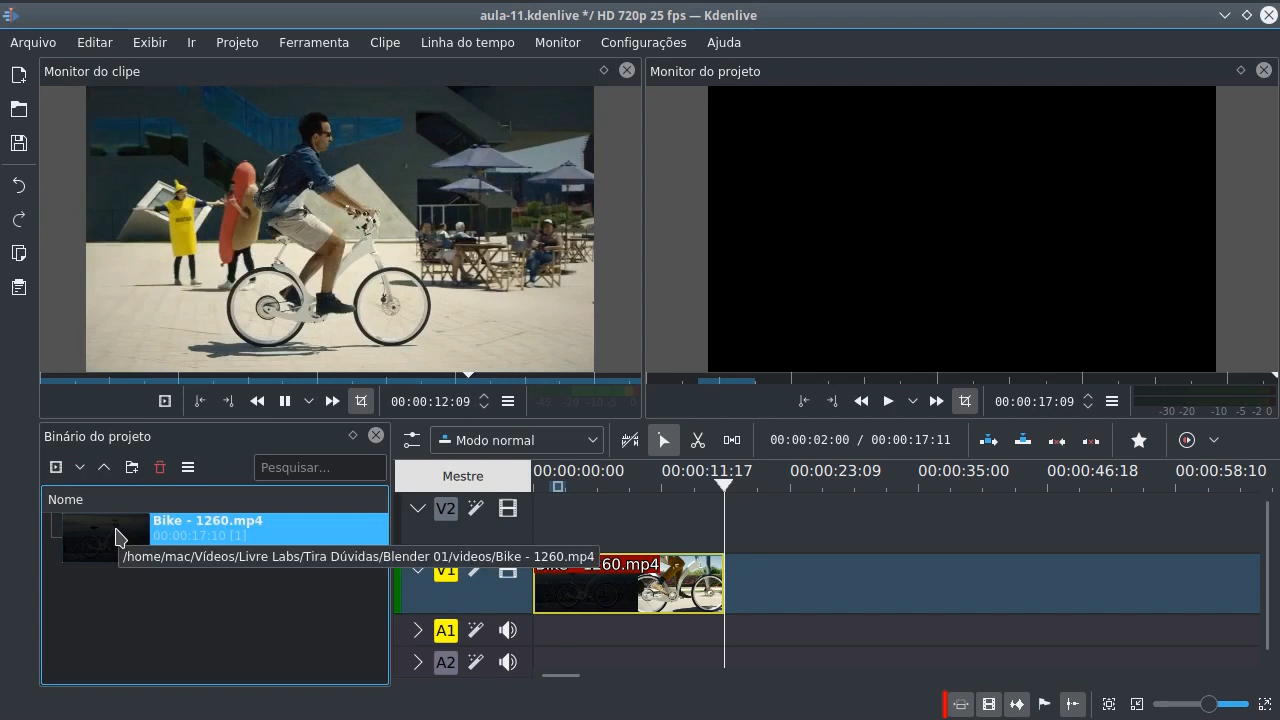 aula-11.kdenlive */ HD 720p 25 fps — Kdenlive
Arquivo Editar Exibir Ir Projeto Ferramenta Clipe Linha do tempo Monitor Configurações Ajuda
Monitor do clipe
Monitor do projeto
00:00:12:09
00:00:17:09
-30 -20 -10 -5 -2 0
Binário do projeto
Modo normal
00:00:02:00 / 00:00:17:11
Pesquisar...
Mestre
00:00:00:00 00:00:11:17 00:00:23:09 00:00:35:00 00:00:46:18 00:00:58:10
Nome
Bike - 1260.mp4
00:00:17:10 [1]
/home/mac/Vídeos/Livre Labs/Tira Dúvidas/Blender 01/videos/Bike - 1260.mp4
V2
V1
Bike - 1260.mp4
A1
A2